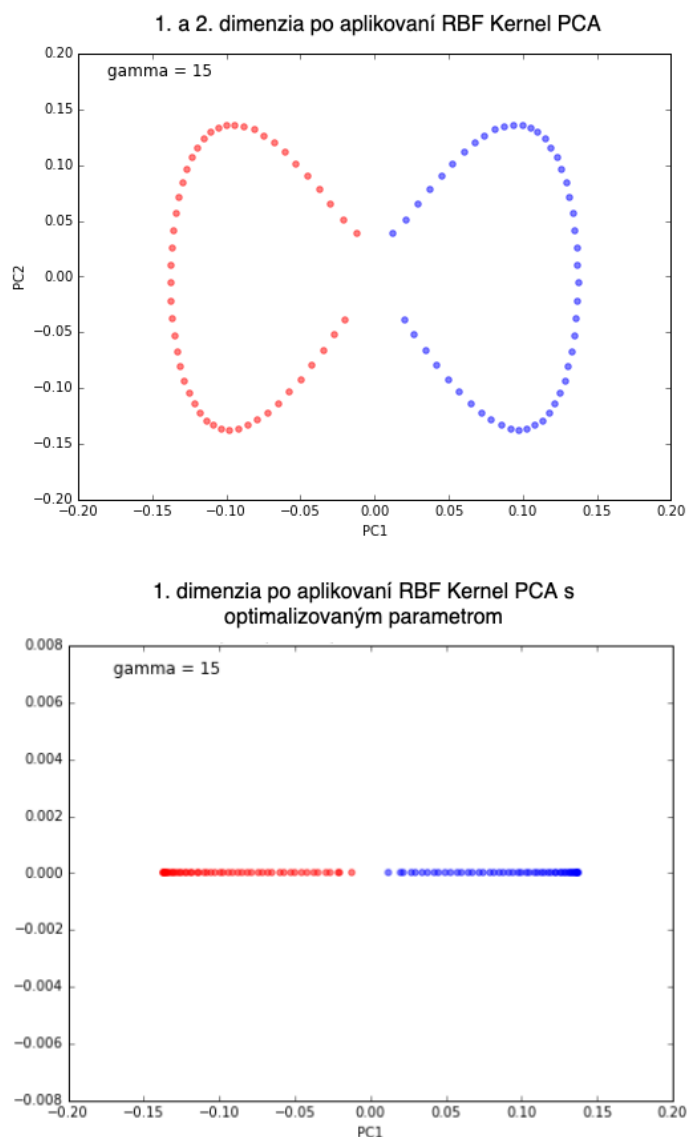 1. a 2. dimenzia po aplikovaní RBF Kernel PCA
gamma = 15
0.20
0.15
0.10
0.05
0.00
−0.05
−0.10
−0.15
−0.20
PC2
−0.20 −0.15 −0.10 −0.05 0.00 0.05 0.10 0.15 0.20
PC1
1. dimenzia po aplikovaní RBF Kernel PCA s
optimalizovaným parametrom
gamma = 15
0.008
0.006
0.004
0.002
0.000
−0.002
−0.004
−0.006
−0.008
−0.20 −0.15 −0.10 −0.05 0.00 0.05 0.10 0.15 0.20
PC1